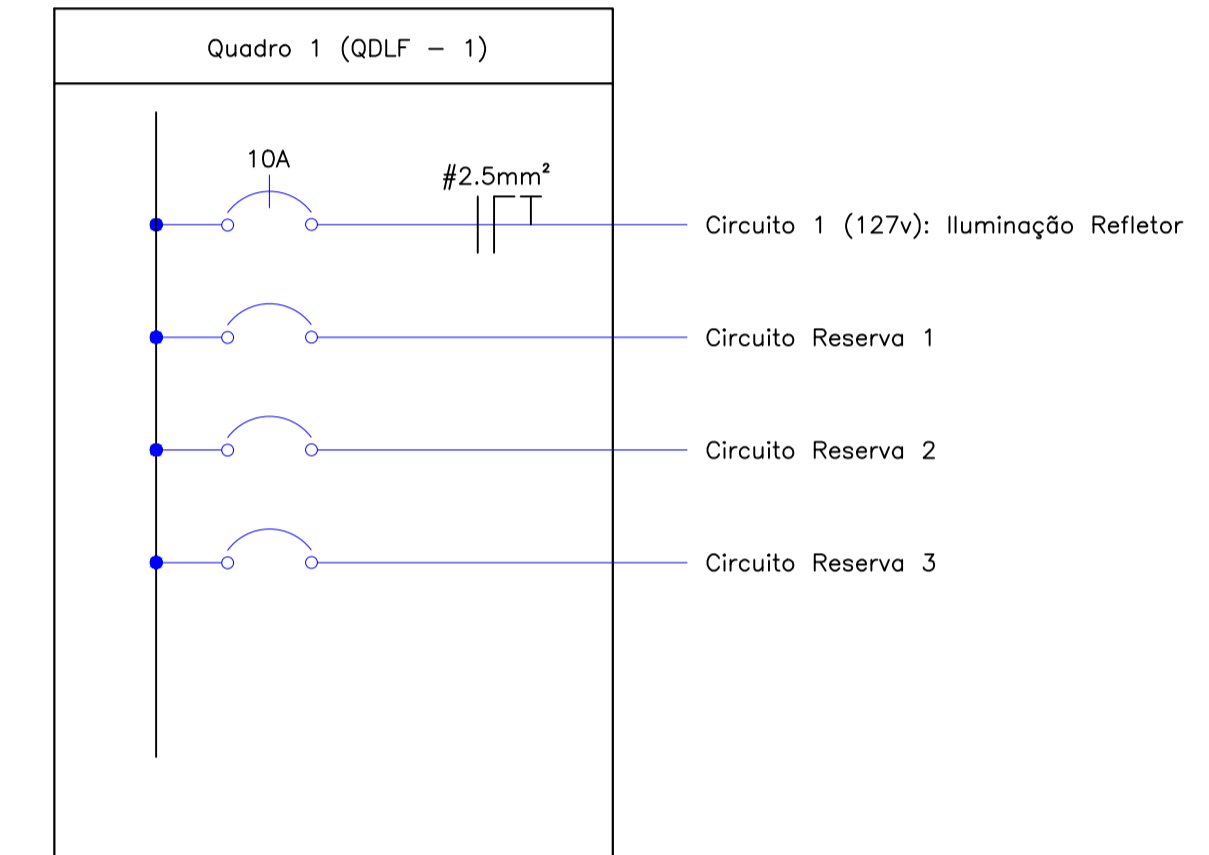 Quadro 1 (QDLF - 1)
10A
#2.5mm²
Circuito 1 (127v): Iluminação Refletor
Circuito Reserva 1
Circuito Reserva 2
Circuito Reserva 3